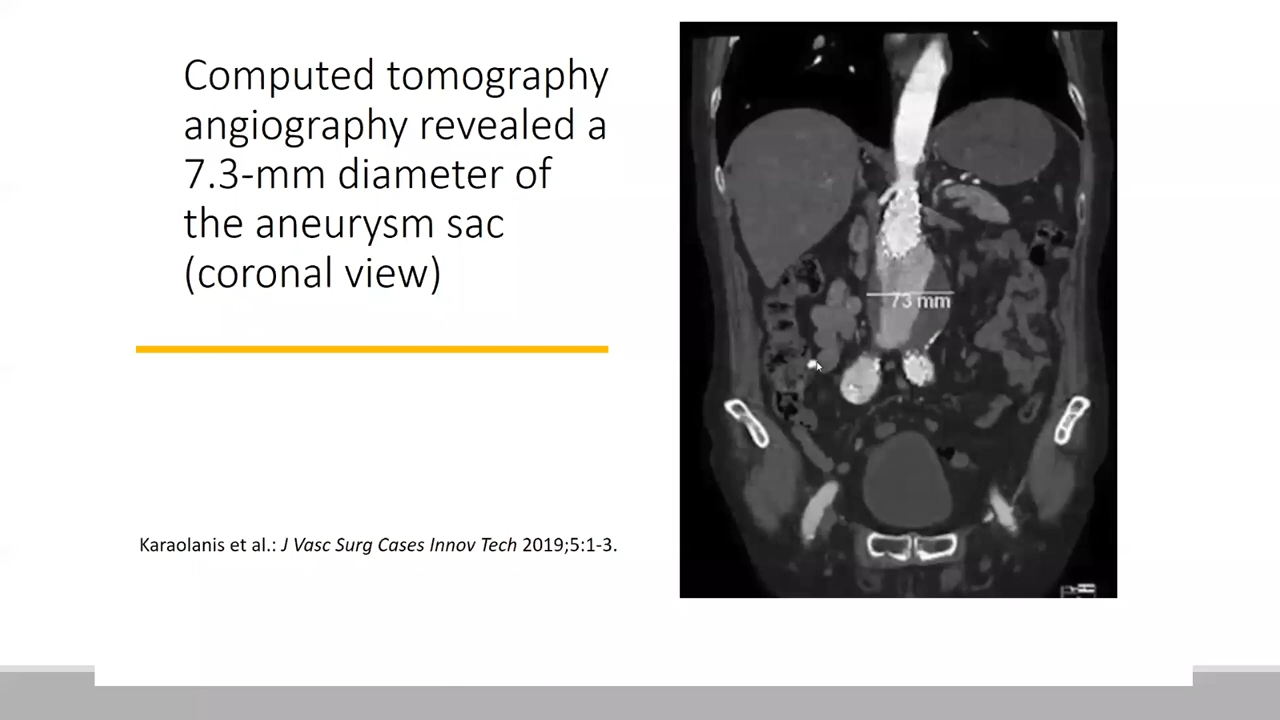 Computed tomography
angiography revealed a
7.3-mm diameter of
the aneurysm sac
(coronal view)
73 mm
Karaolanis et al.: J Vasc Surg Cases Innov Tech 2019;5:1-3.